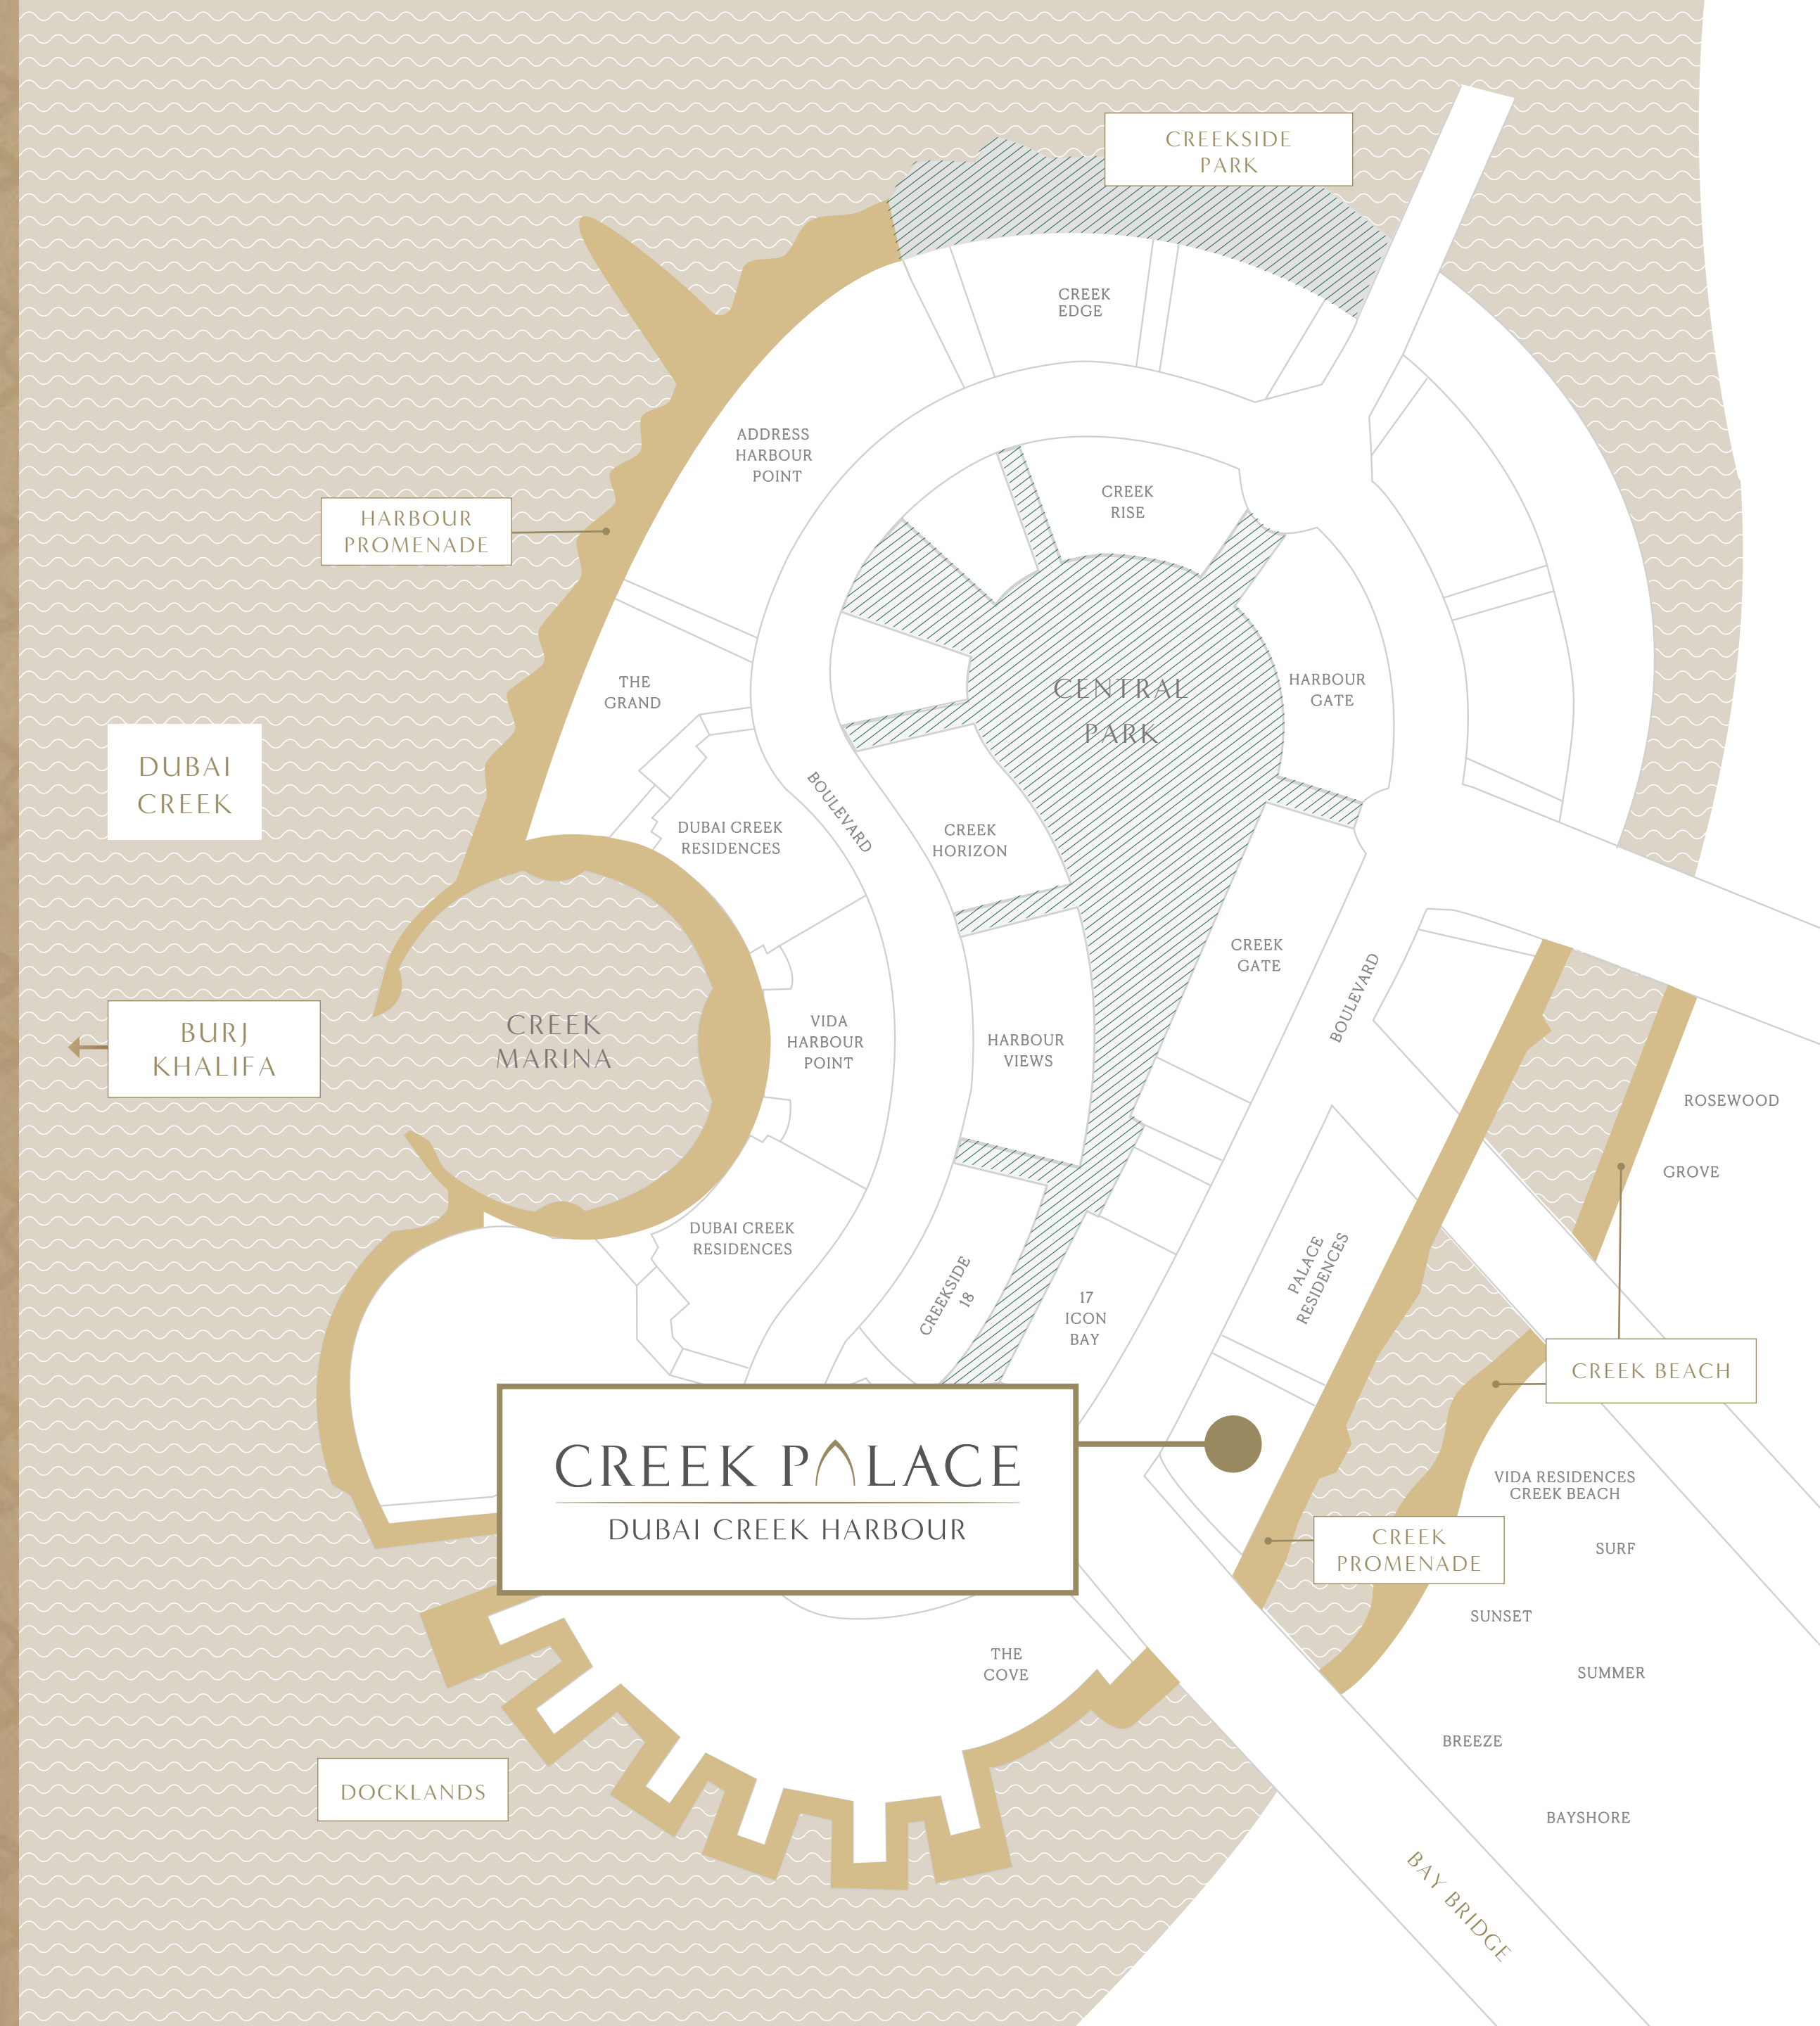 CREEKSIDE
PARK
CREEK
EDGE
ADDRESS
HARBOUR
POINT
CREEK
RISE
HARBOUR
PROMENADE
THE
GRAND
CENTRAL
PARK
HARBOUR
GATE
DUBAI
CREEK
BOULEVARD
DUBAI CREEK
RESIDENCES
CREEK
HORIZON
CREEK
GATE
BOULEVARD
BURJ
KHALIFA
CREEK
MARINA
VIDA
HARBOUR
POINT
HARBOUR
VIEWS
ROSEWOOD
GROVE
DUBAI CREEK
RESIDENCES
CREEKSIDE
18
17
ICON
BAY
PALACE
RESIDENCES
CREEK BEACH
CREEK PALACE
DUBAI CREEK HARBOUR
VIDA RESIDENCES
CREEK BEACH
CREEK
PROMENADE
SURF
SUNSET
THE
COVE
SUMMER
BREEZE
DOCKLANDS
BAYSHORE
BAY BRIDGE